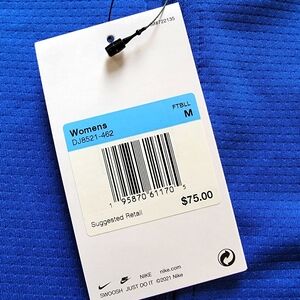 Womens
DJ8521-462
FTBLL
M
1 95870 61170 5
$75.00
Suggested Retail
NIKE nike.com
SWOOSH JUST DO IT ©2021 Nike